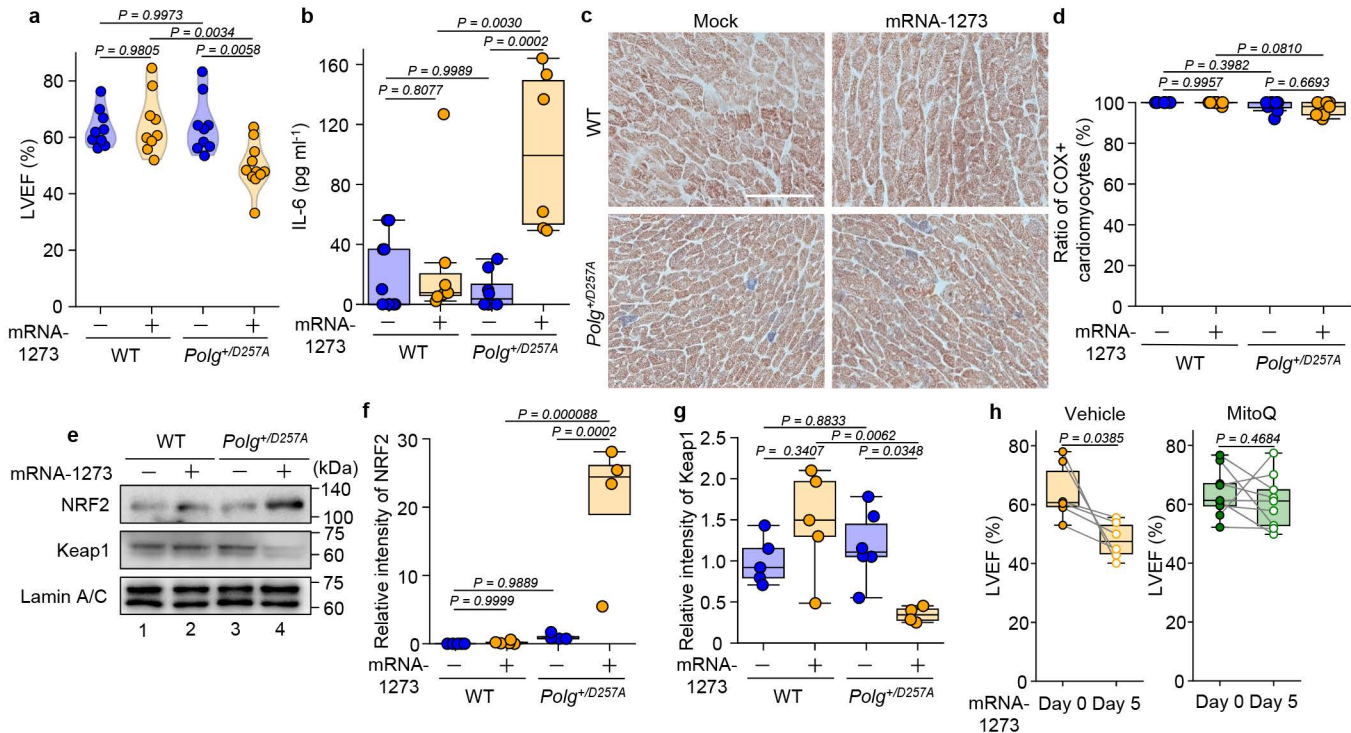 a
P = 0.9973
P = 0.0034
P = 0.9805
P = 0.0058
LVEF (%)
80
60
40
20
0
mRNA-
1273
– + – +
WT
Polg+/D257A
b
P = 0.0030
P = 0.0002
P = 0.9989
P = 0.8077
IL-6 (pg ml-1)
160
120
80
40
0
mRNA-
1273
– + – +
WT
Polg+/D257A
c
Mock
mRNA-1273
WT
Polg+/D257A
d
P = 0.0810
P = 0.3982
P = 0.9957
P = 0.6693
Ratio of COX+
cardiomyocytes (%)
100
80
60
40
20
0
mRNA-
1273
– + – +
WT
Polg+/D257A
e
WT
Polg+/D257A
mRNA-1273 – + – + (kDa)
NRF2
140
100
Keap1
75
60
Lamin A/C
75
60
1 2 3 4
f
P = 0.000088
P = 0.0002
P = 0.9889
P = 0.9999
Relative intensity of NRF2
30
20
10
0
mRNA-
1273
– + – +
WT
Polg+/D257A
g
P = 0.8833
P = 0.0062
P = 0.3407
P = 0.0348
Relative intensity of Keap1
2.5
2.0
1.5
1.0
0.5
0
mRNA-
1273
– + – +
WT
Polg+/D257A
h
Vehicle
P = 0.0385
LVEF (%)
80
60
40
20
0
mRNA-
1273
Day 0 Day 5
MitoQ
P = 0.4684
LVEF (%)
80
60
40
20
0
Day 0 Day 5